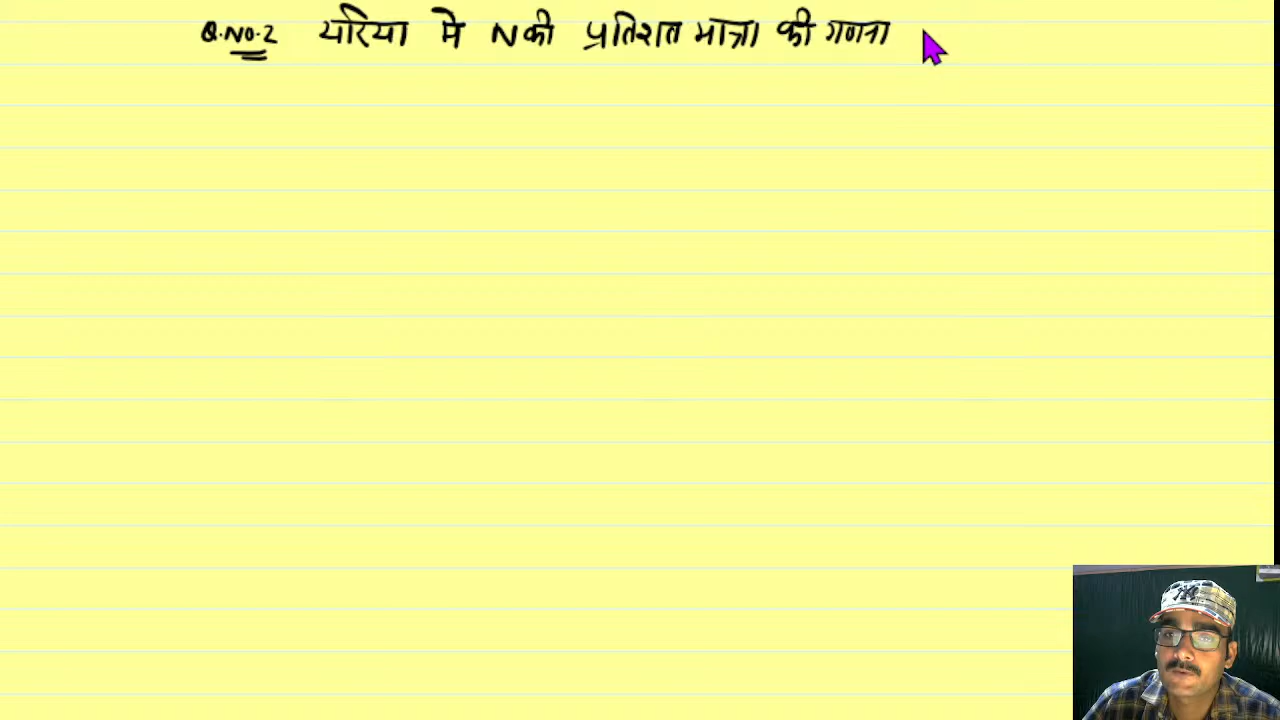 Q.NO.2 यूरिया मे N की प्रतिशत मात्रा की गणना